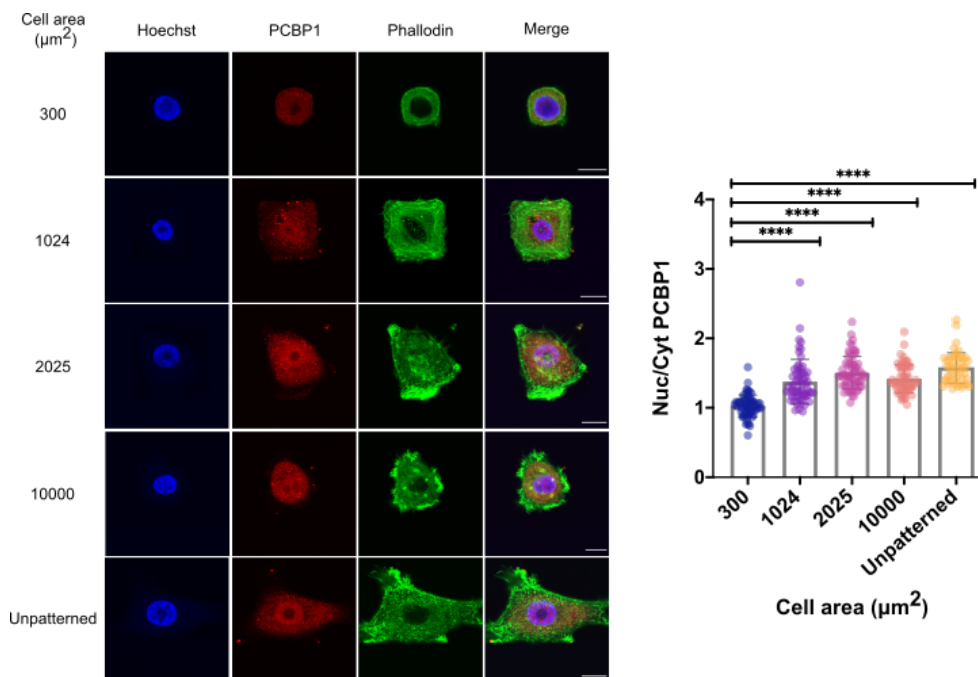 Cell area
(µm²)
Hoechst
PCBP1
Phallodin
Merge
300
1024
2025
10000
Unpatterned
****
****
****
****
4
3
2
1
0
Nuc/Cyt PCBP1
300
1024
2025
10000
Unpatterned
Cell area (µm²)